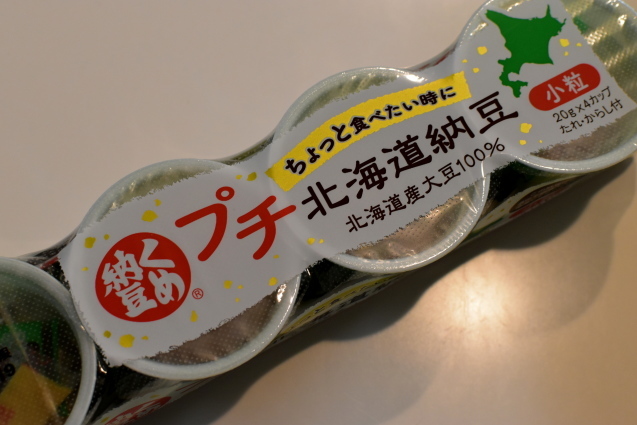 ちょっと食べたい時に
くめ納豆®
プチ北海道納豆
北海道産大豆100%
小粒
20g×4カップ
たれ・からし付